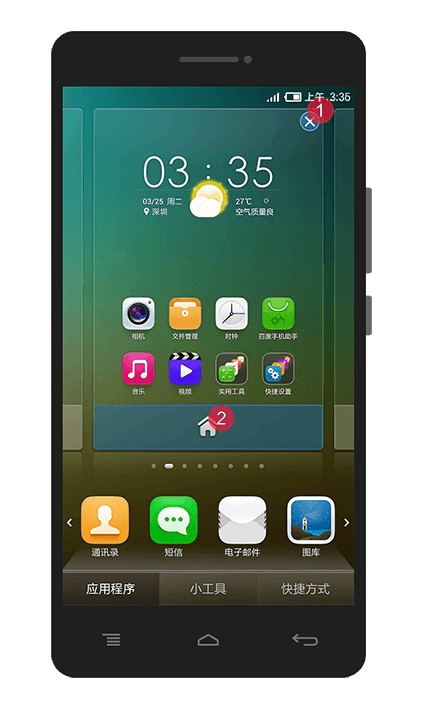 上午 3:35
1
03:35
03/25 周二 27℃
深圳 空气质量良
相机 文件管理 时钟 百度手机助手
音乐 视频 实用工具 快捷设置
2
通讯录 短信 电子邮件 图库
应用程序 小工具 快捷方式